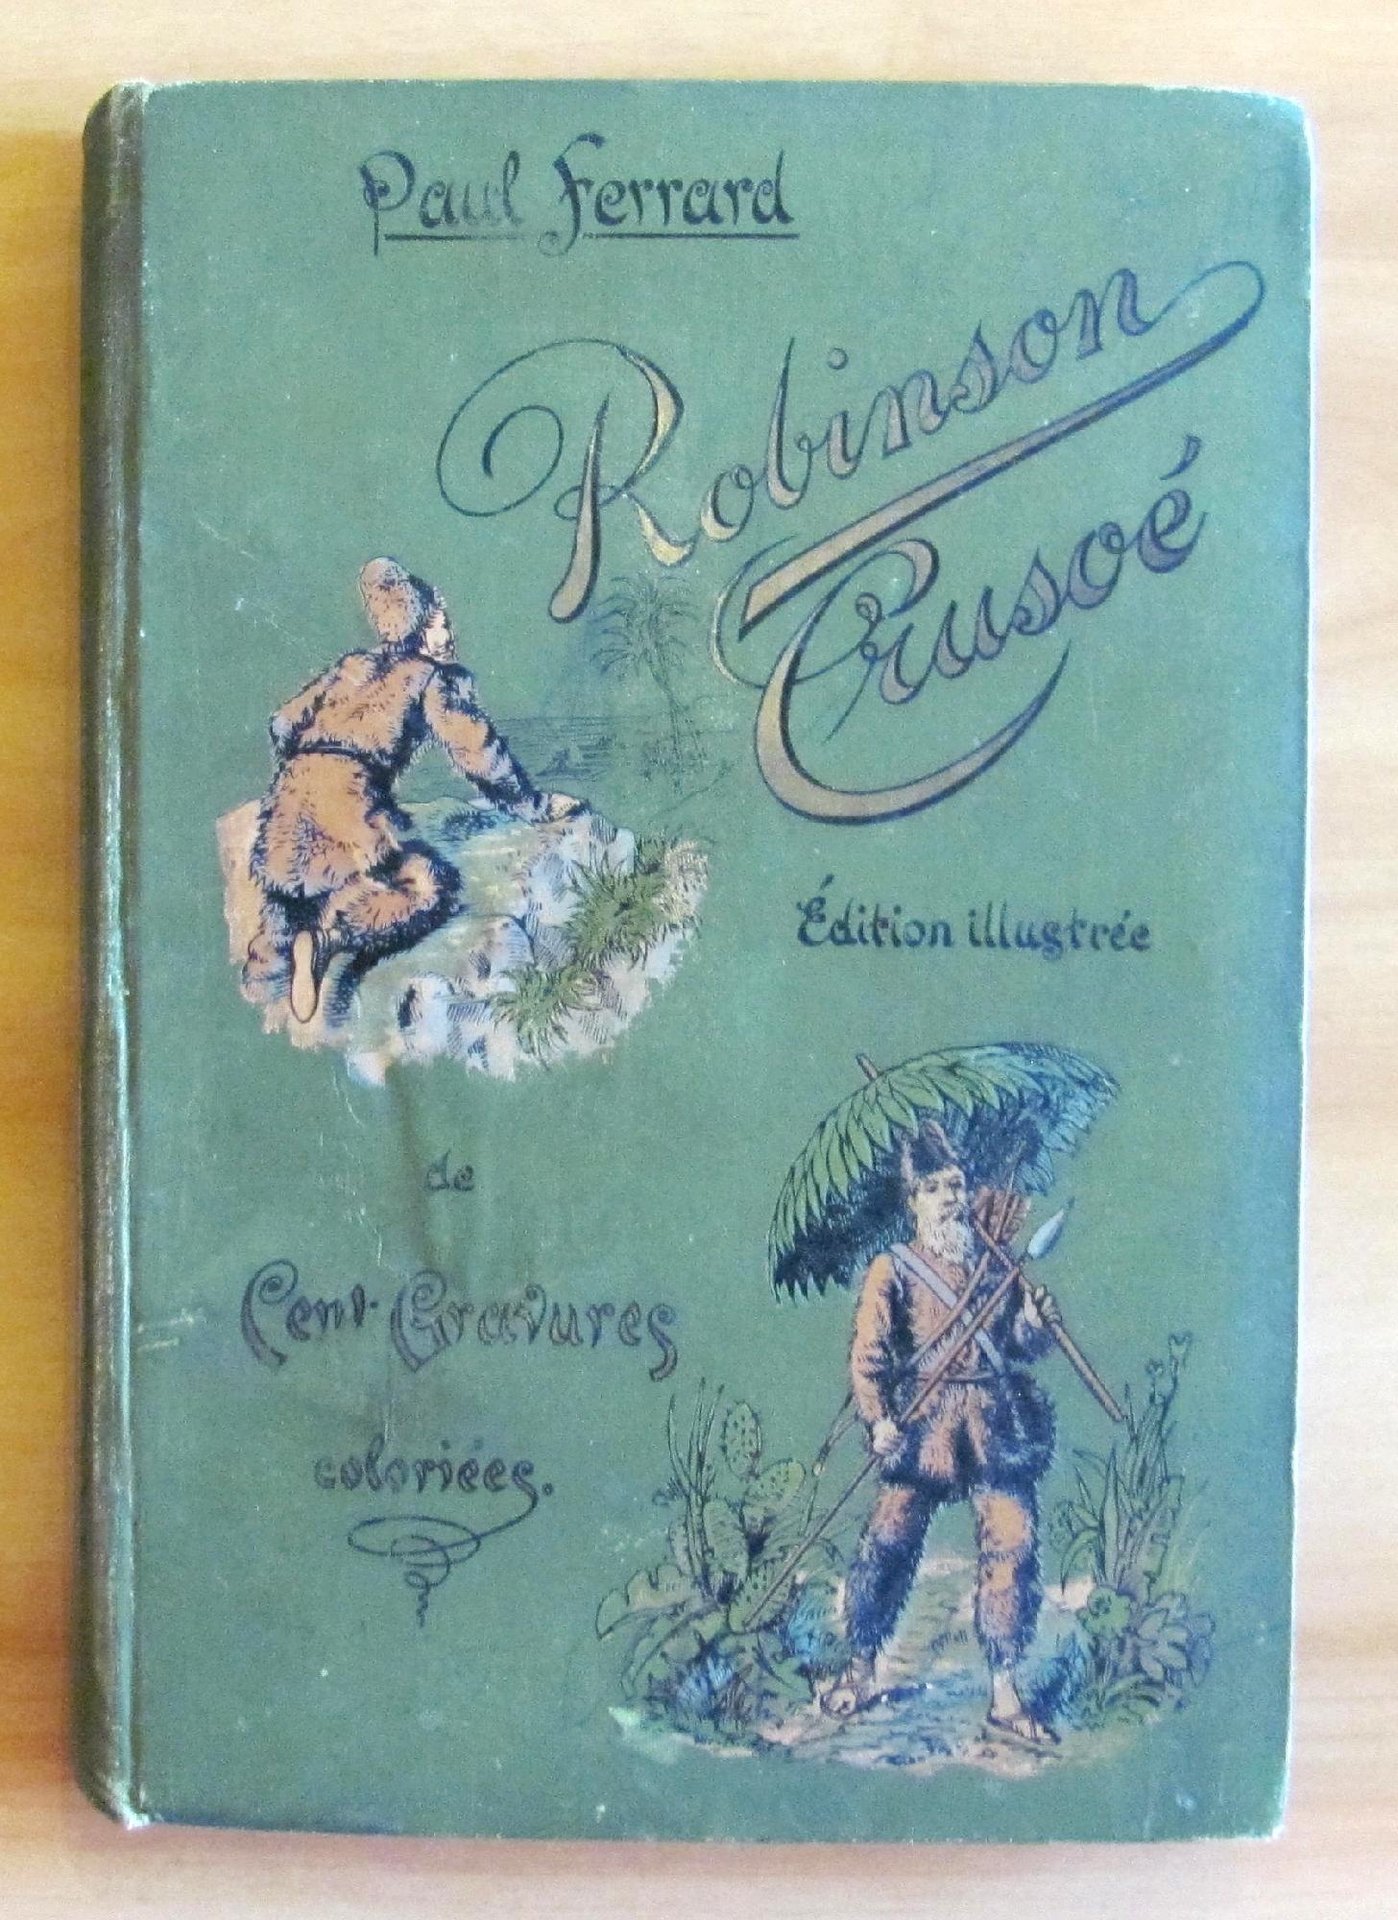 Paul Ferrard
Robinson
Crusoé
Édition illustrée
de
Cent Gravures
coloriées.